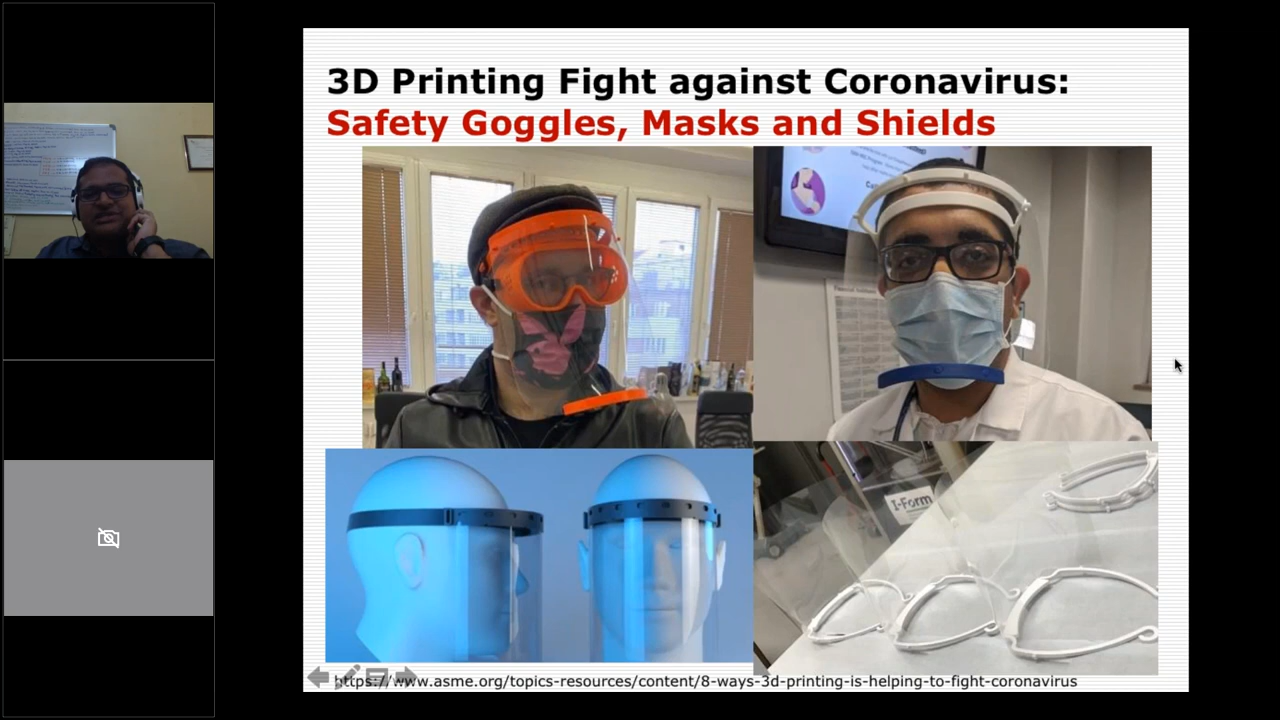 3D Printing Fight against Coronavirus:
Safety Goggles, Masks and Shields
I-Form
https://www.asme.org/topics-resources/content/8-ways-3d-printing-is-helping-to-fight-coronavirus